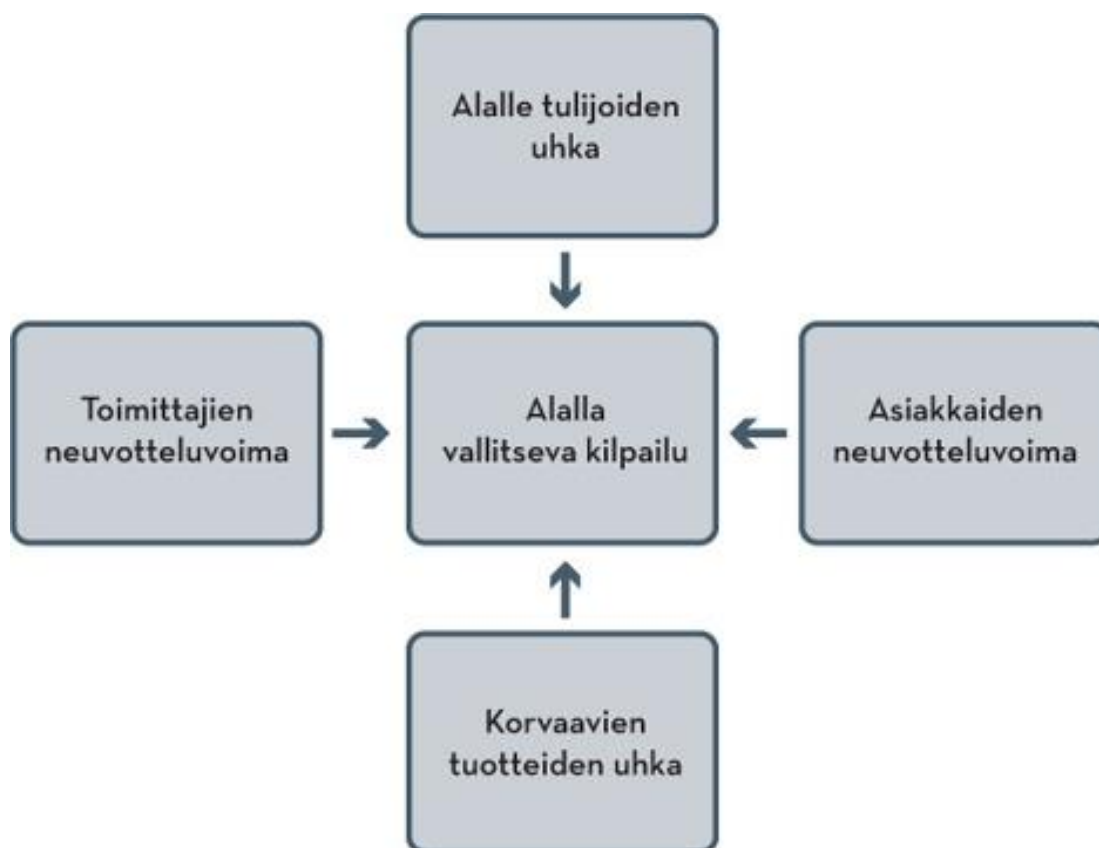 Alalle tulijoiden
uhka
Toimittajien
neuvotteluvoima
Alalla
vallitseva kilpailu
Asiakkaiden
neuvotteluvoima
Korvaavien
tuotteiden uhka